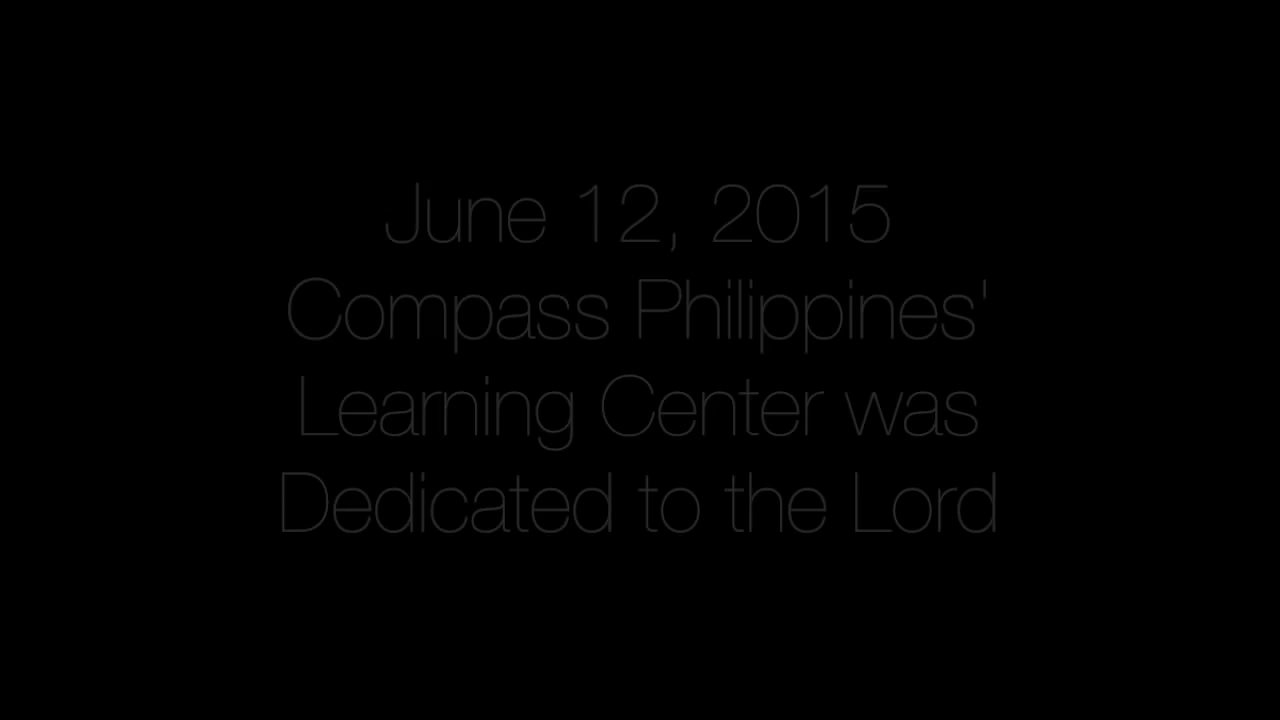 June 12, 2015
Compass Philippines'
Learning Center was
Dedicated to the Lord